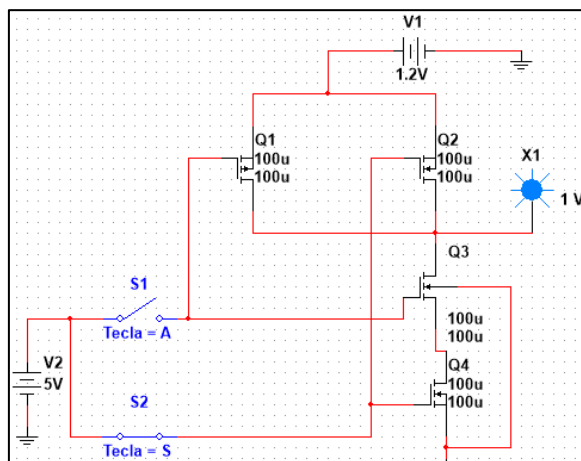 V1
1.2V
Q1
100u
100u
Q2
100u
100u
X1
1 V
Q3
100u
100u
S1
Tecla = A
V2
5V
S2
Tecla = S
Q4
100u
100u